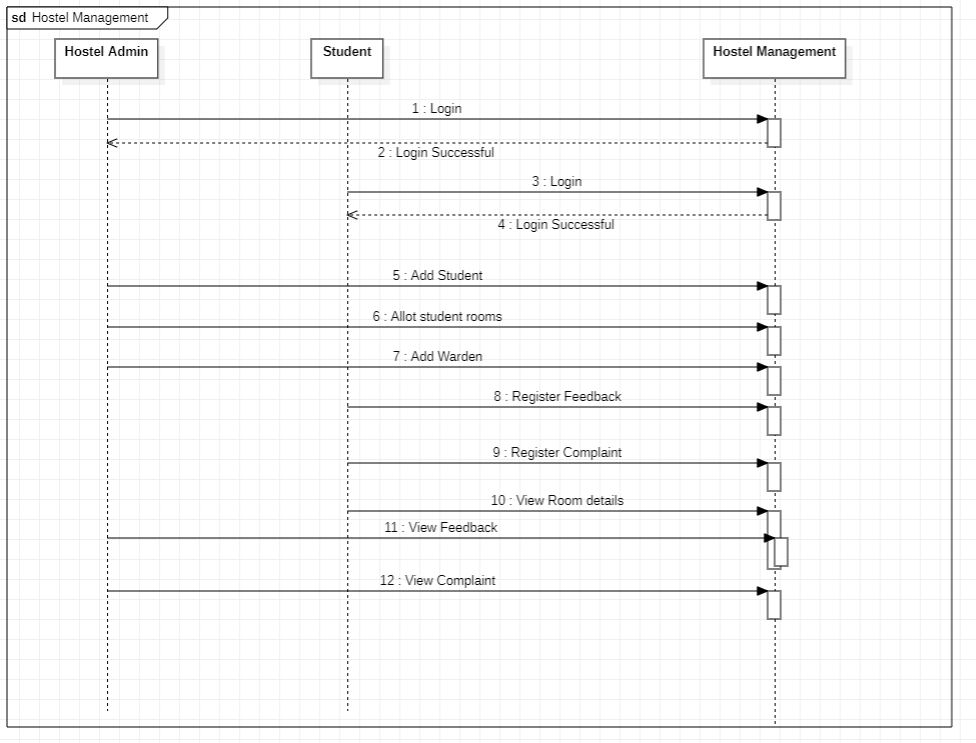 sd Hostel Management
Hostel Admin
Student
Hostel Management
1 : Login
2 : Login Successful
3 : Login
4 : Login Successful
5 : Add Student
6 : Allot student rooms
7 : Add Warden
8 : Register Feedback
9 : Register Complaint
10 : View Room details
11 : View Feedback
12 : View Complaint